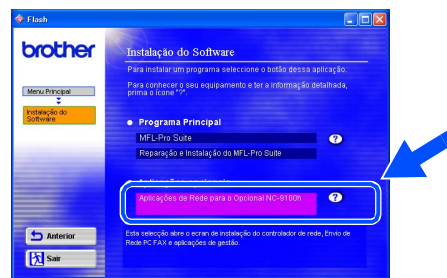 Flash
brother
Instalação do Software
Para instalar um programa seleccione o botão dessa aplicação.
Para conhecer o seu equipamento e ter a informação detalhada,
prima o ícone "?".
Menu Principal
Instalação do
Software
Programa Principal
MFL-Pro Suite
?
Reparação e Instalação do MFL-Pro Suite
Aplicações de Rede para o Opcional NC-9100h
?
Esta selecção abre o ecran de instalação do controlador de rede, Envio de
Rede PC FAX e aplicações de gestão.
Anterior
Sair